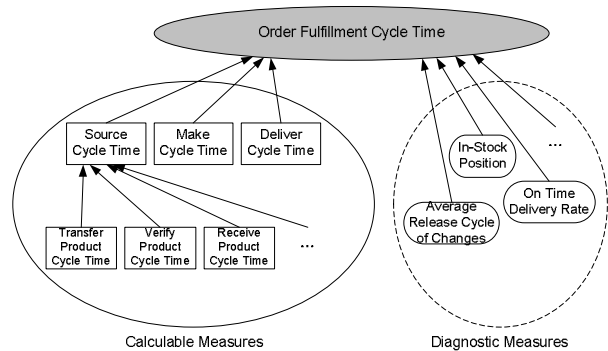 Order Fulfillment Cycle Time
Source
Cycle Time
Make
Cycle Time
Deliver
Cycle Time
Transfer
Product
Cycle Time
Verify
Product
Cycle Time
Receive
Product
Cycle Time
...
In-Stock
Position
...
On Time
Delivery Rate
Average
Release Cycle
of Changes
Calculable Measures
Diagnostic Measures